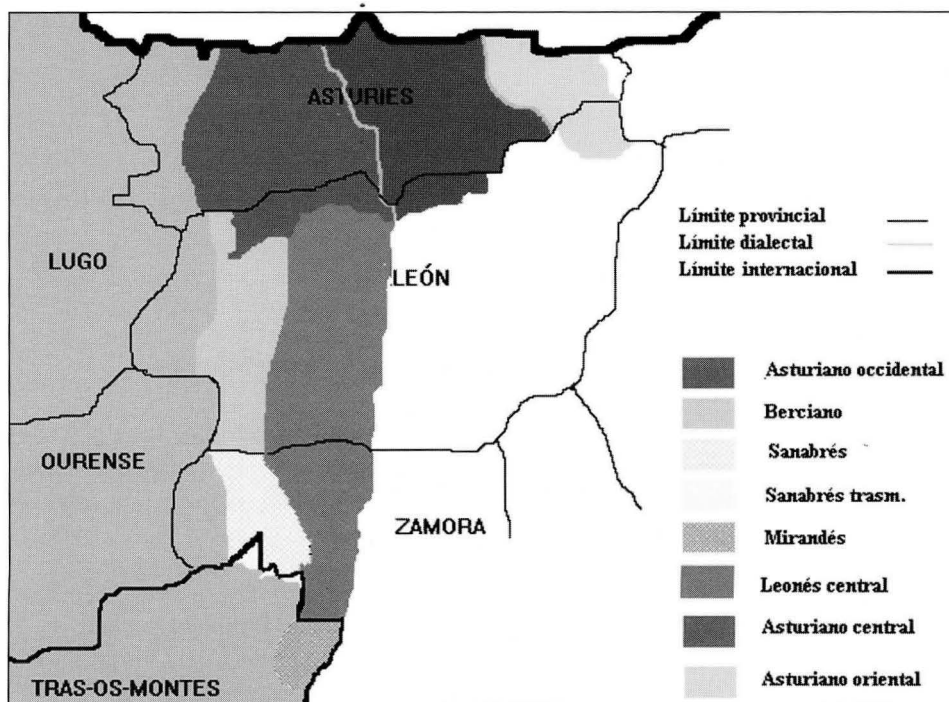 ASTURIES
LUGO
LEÓN
OURENSE
ZAMORA
TRAS-OS-MONTES
Límite provincial
Límite dialectal
Límite internacional
Asturiano occidental
Berciano
Sanabrés
Sanabrés trasm.
Mirandés
Leonés central
Asturiano central
Asturiano oriental